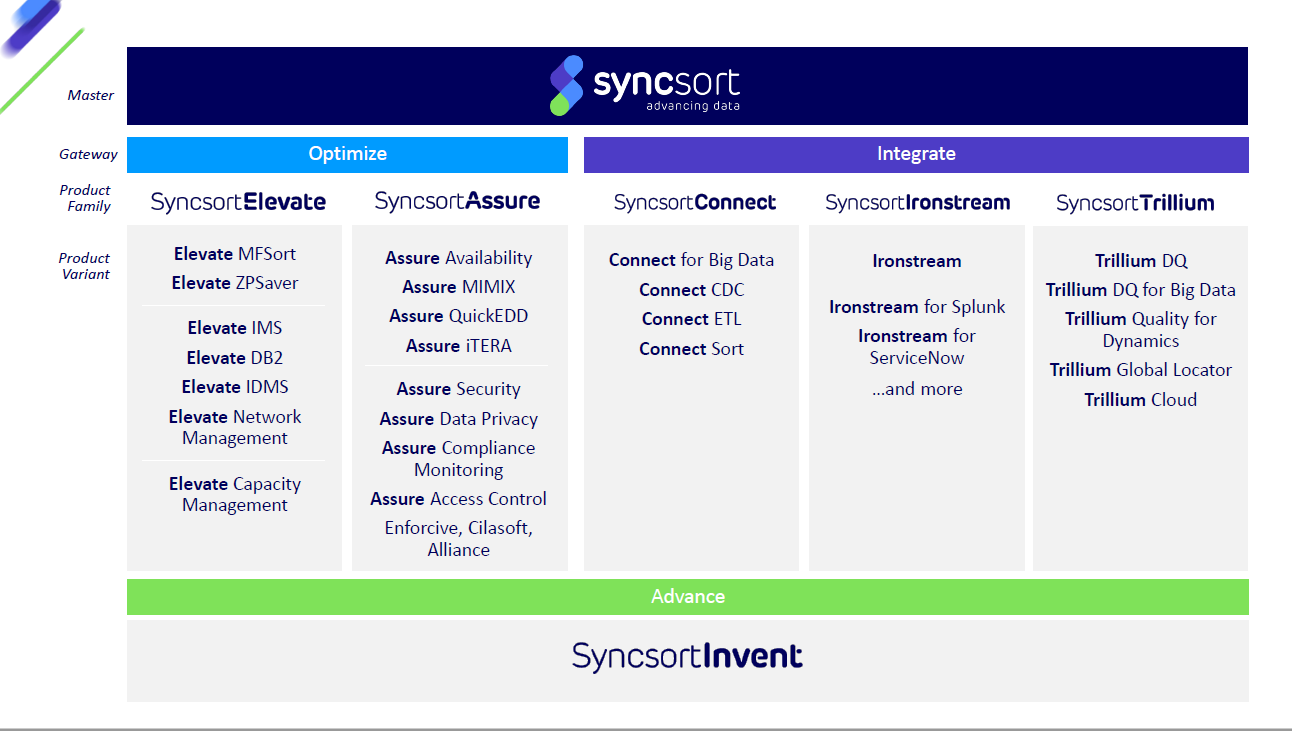 Master
syncsort
advancing data
Gateway
Optimize
Integrate
Product
Family
SyncsortElevate
SyncsortAssure
SyncsortConnect
SyncsortIronstream
SyncsortTrillium
Product
Variant
Elevate MFSort
Elevate ZPSaver
Elevate IMS
Elevate DB2
Elevate IDMS
Elevate Network
Management
Elevate Capacity
Management
Assure Availability
Assure MIMIX
Assure QuickEDD
Assure iTERA
Assure Security
Assure Data Privacy
Assure Compliance
Monitoring
Assure Access Control
Enforcive, Cilasoft,
Alliance
Connect for Big Data
Connect CDC
Connect ETL
Connect Sort
Ironstream
Ironstream for Splunk
Ironstream for
ServiceNow
...and more
Trillium DQ
Trillium DQ for Big Data
Trillium Quality for
Dynamics
Trillium Global Locator
Trillium Cloud
Advance
SyncsortInvent